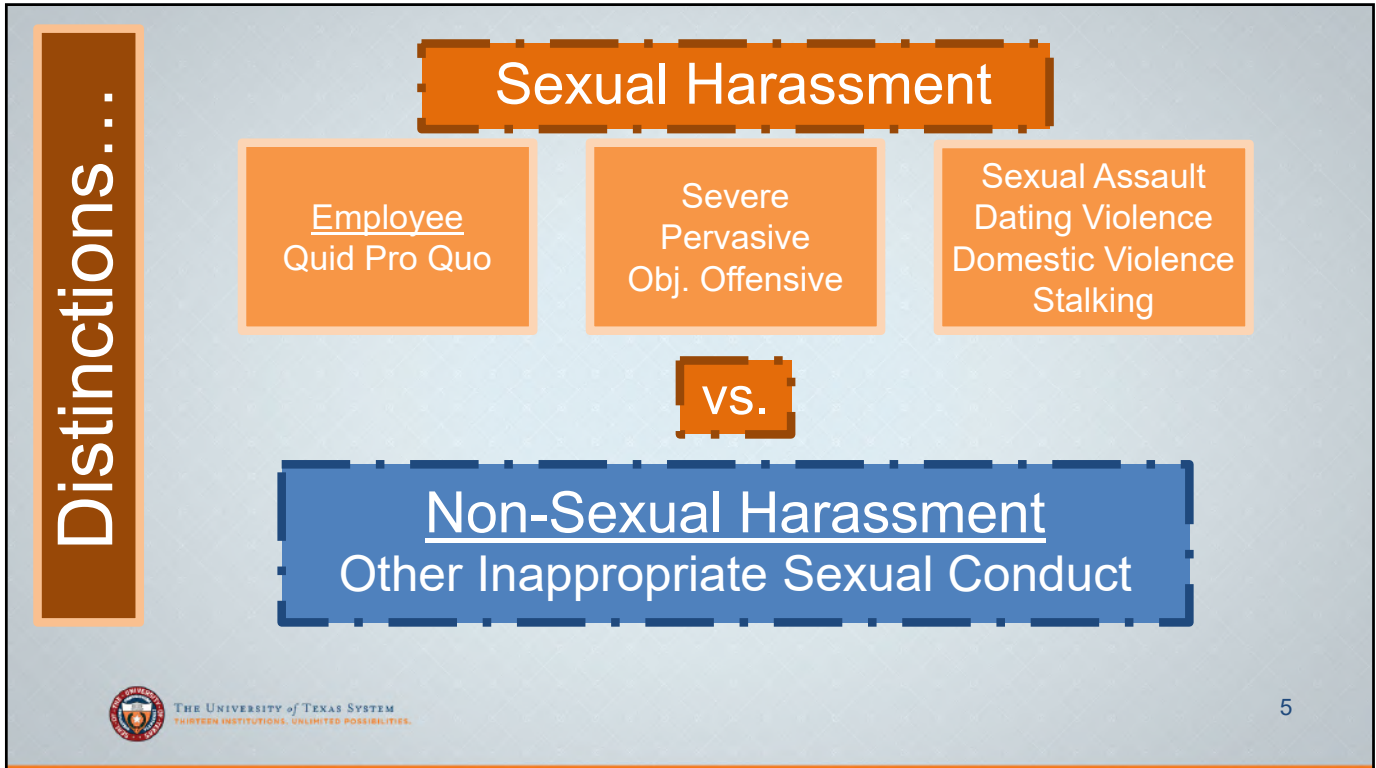 Distinctions…
Sexual Harassment
Employee
Quid Pro Quo
Severe
Pervasive
Obj. Offensive
Sexual Assault
Dating Violence
Domestic Violence
Stalking
vs.
Non-Sexual Harassment
Other Inappropriate Sexual Conduct
THE UNIVERSITY of TEXAS SYSTEM
THIRTEEN INSTITUTIONS. UNLIMITED POSSIBILITIES.
5